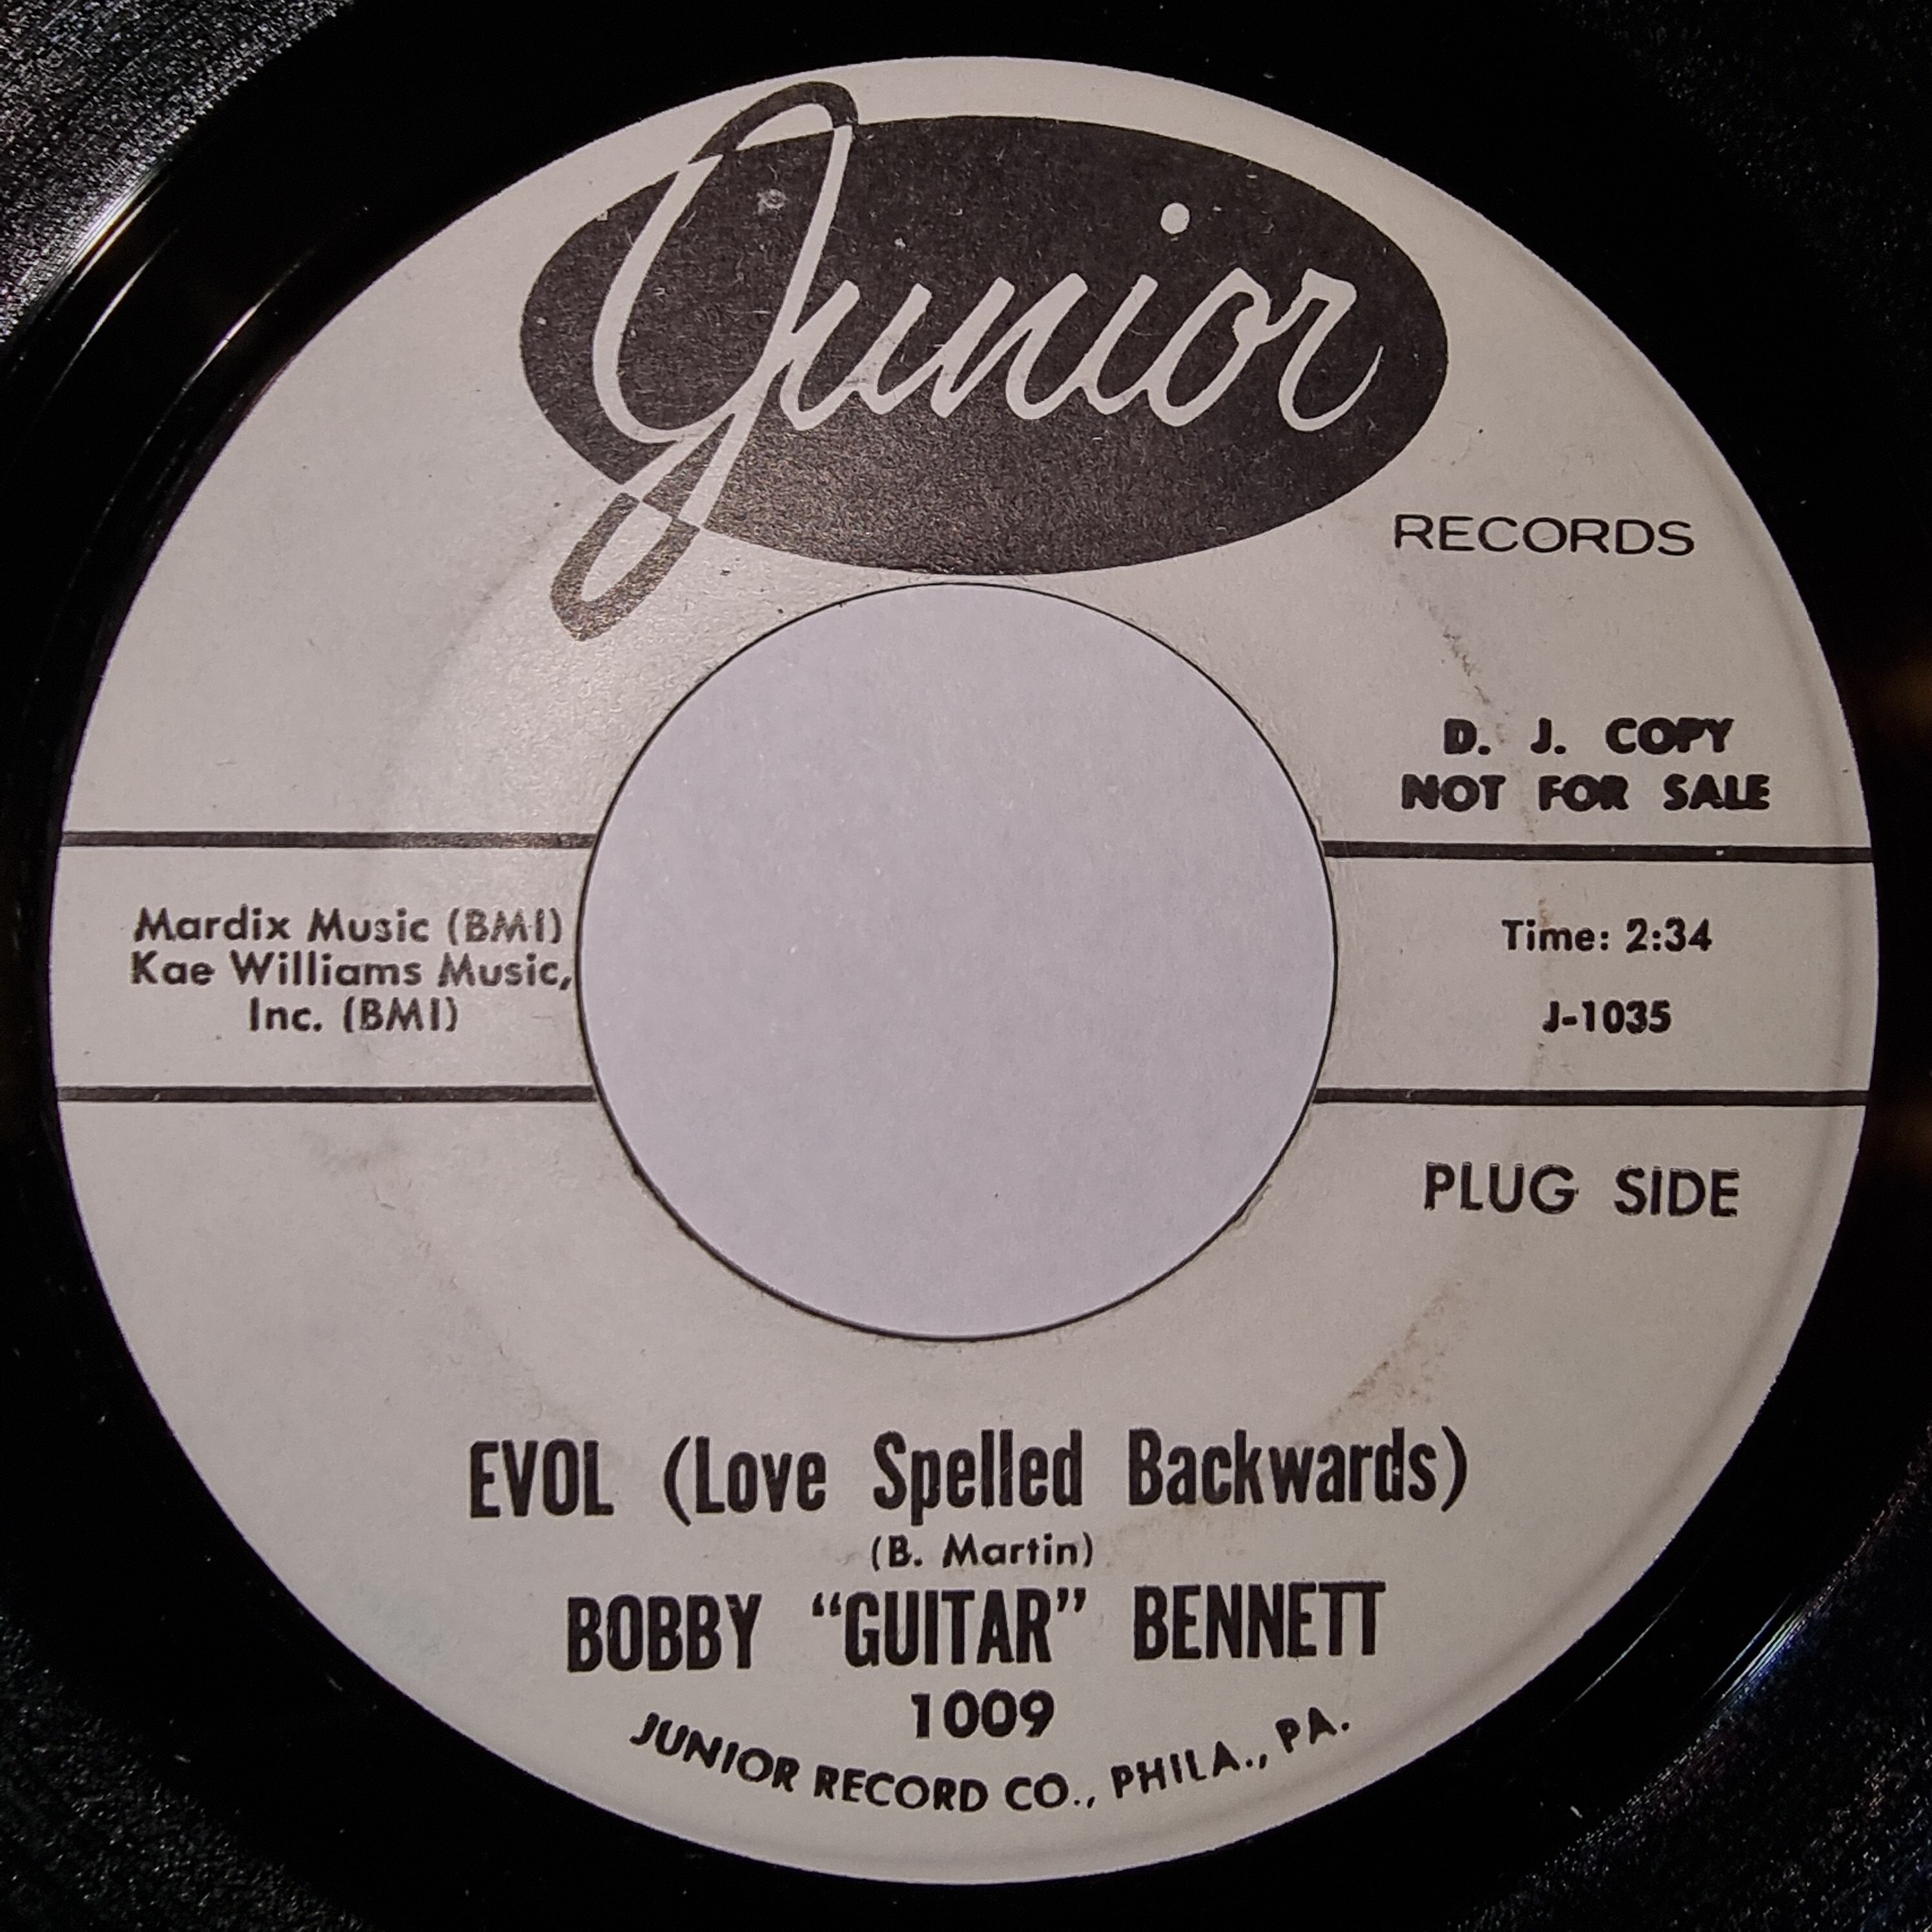 Junior
RECORDS
D. J. COPY
NOT FOR SALE
Mardix Music (BMI)
Kae Williams Music,
Inc. (BMI)
Time: 2:34
J-1035
PLUG SIDE
EVOL (Love Spelled Backwards)
(B. Martin)
BOBBY “GUITAR” BENNETT
1009
JUNIOR RECORD CO., PHILA., PA.